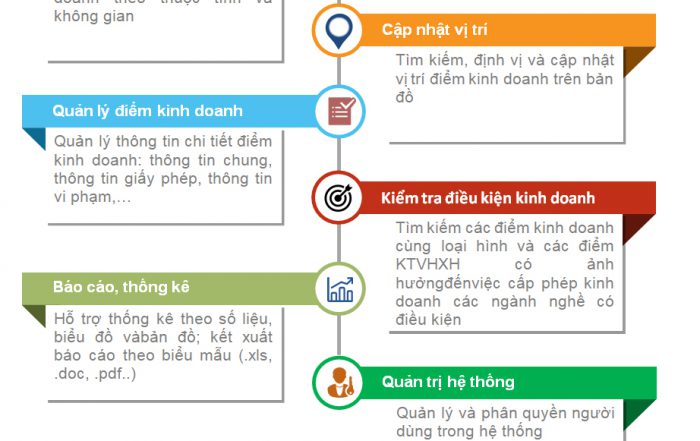 doanh theo thuộc tính và
không gian
Cập nhật vị trí
Tìm kiếm, định vị và cập nhật
vị trí điểm kinh doanh trên bản
đồ
Quản lý điểm kinh doanh
Quản lý thông tin chi tiết điểm
kinh doanh: thông tin chung,
thông tin giấy phép, thông tin
vi phạm,…
Kiểm tra điều kiện kinh doanh
Tìm kiếm các điểm kinh doanh
cùng loại hình và các điểm
KTVHXH có ảnh
hưởngđếnviệc cấp phép kinh
doanh các ngành nghề có
điều kiện
Báo cáo, thống kê
Hỗ trợ thống kê theo số liệu,
biểu đồ vàbản đồ; kết xuất
báo cáo theo biểu mẫu (.xls,
.doc, .pdf..)
Quản trị hệ thống
Quản lý và phân quyền người
dùng trong hệ thống